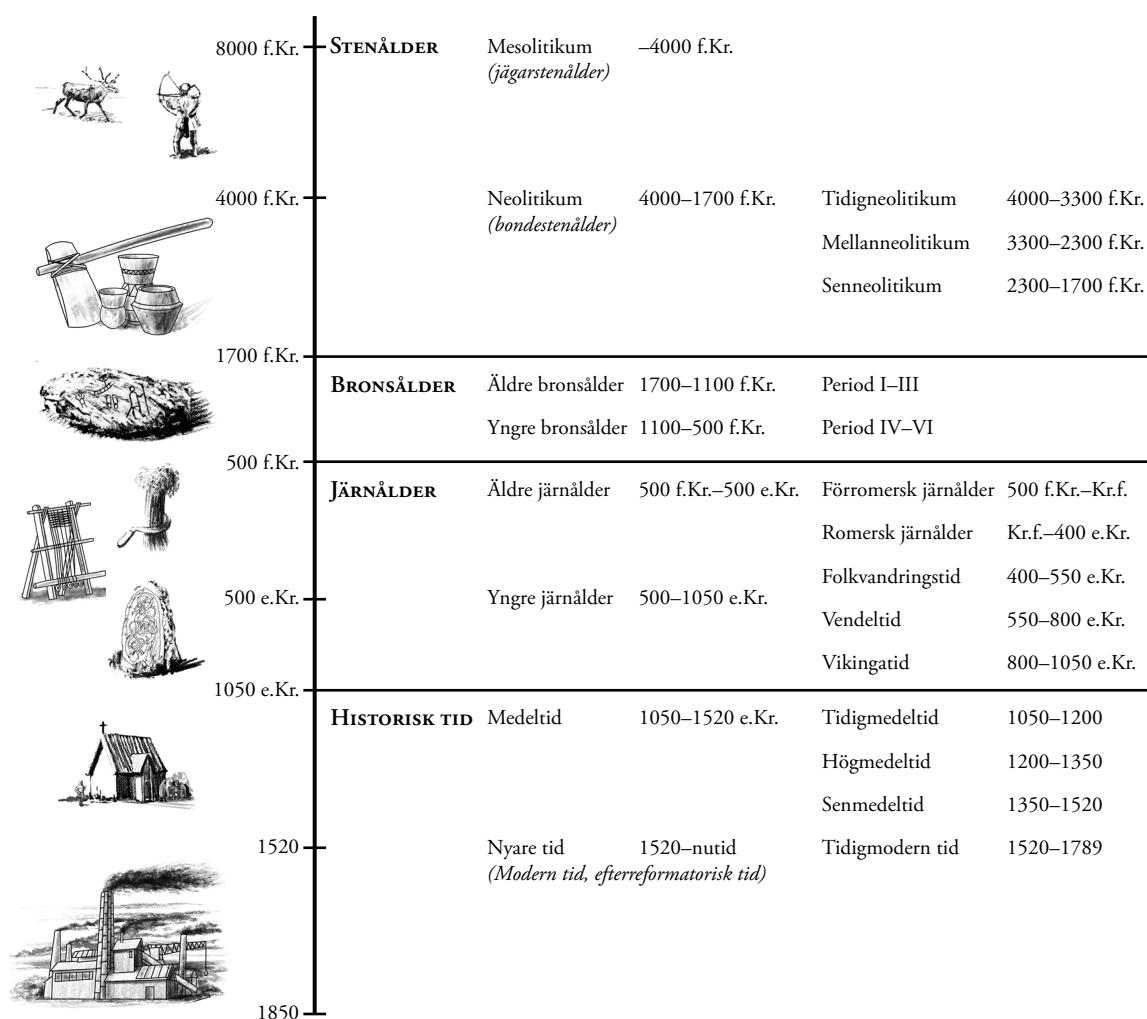 8000 f.Kr. STENÅLDER Mesolitikum –4000 f.Kr.
(jägarstenålder)
4000 f.Kr. Neolitikum 4000–1700 f.Kr. Tidigneolitikum 4000–3300 f.Kr.
(bondestenålder)
Mellanneolitikum 3300–2300 f.Kr.
Senneolitikum 2300–1700 f.Kr.
1700 f.Kr.
BRONSÅLDER Äldre bronsålder 1700–1100 f.Kr. Period I–III
Yngre bronsålder 1100–500 f.Kr. Period IV–VI
500 f.Kr.
JÄRNÅLDER Äldre järnålder 500 f.Kr.–500 e.Kr. Förromersk järnålder 500 f.Kr.–Kr.f.
Romersk järnålder Kr.f.–400 e.Kr.
Folkvandringstid 400–550 e.Kr.
500 e.Kr. Yngre järnålder 500–1050 e.Kr.
Vendeltid 550–800 e.Kr.
Vikingatid 800–1050 e.Kr.
1050 e.Kr.
HISTORISK TID Medeltid 1050–1520 e.Kr. Tidigmedeltid 1050–1200
Högmedeltid 1200–1350
Senmedeltid 1350–1520
1520 Nyare tid 1520–nutid Tidigmodern tid 1520–1789
(Modern tid, efterreformatorisk tid)
1850